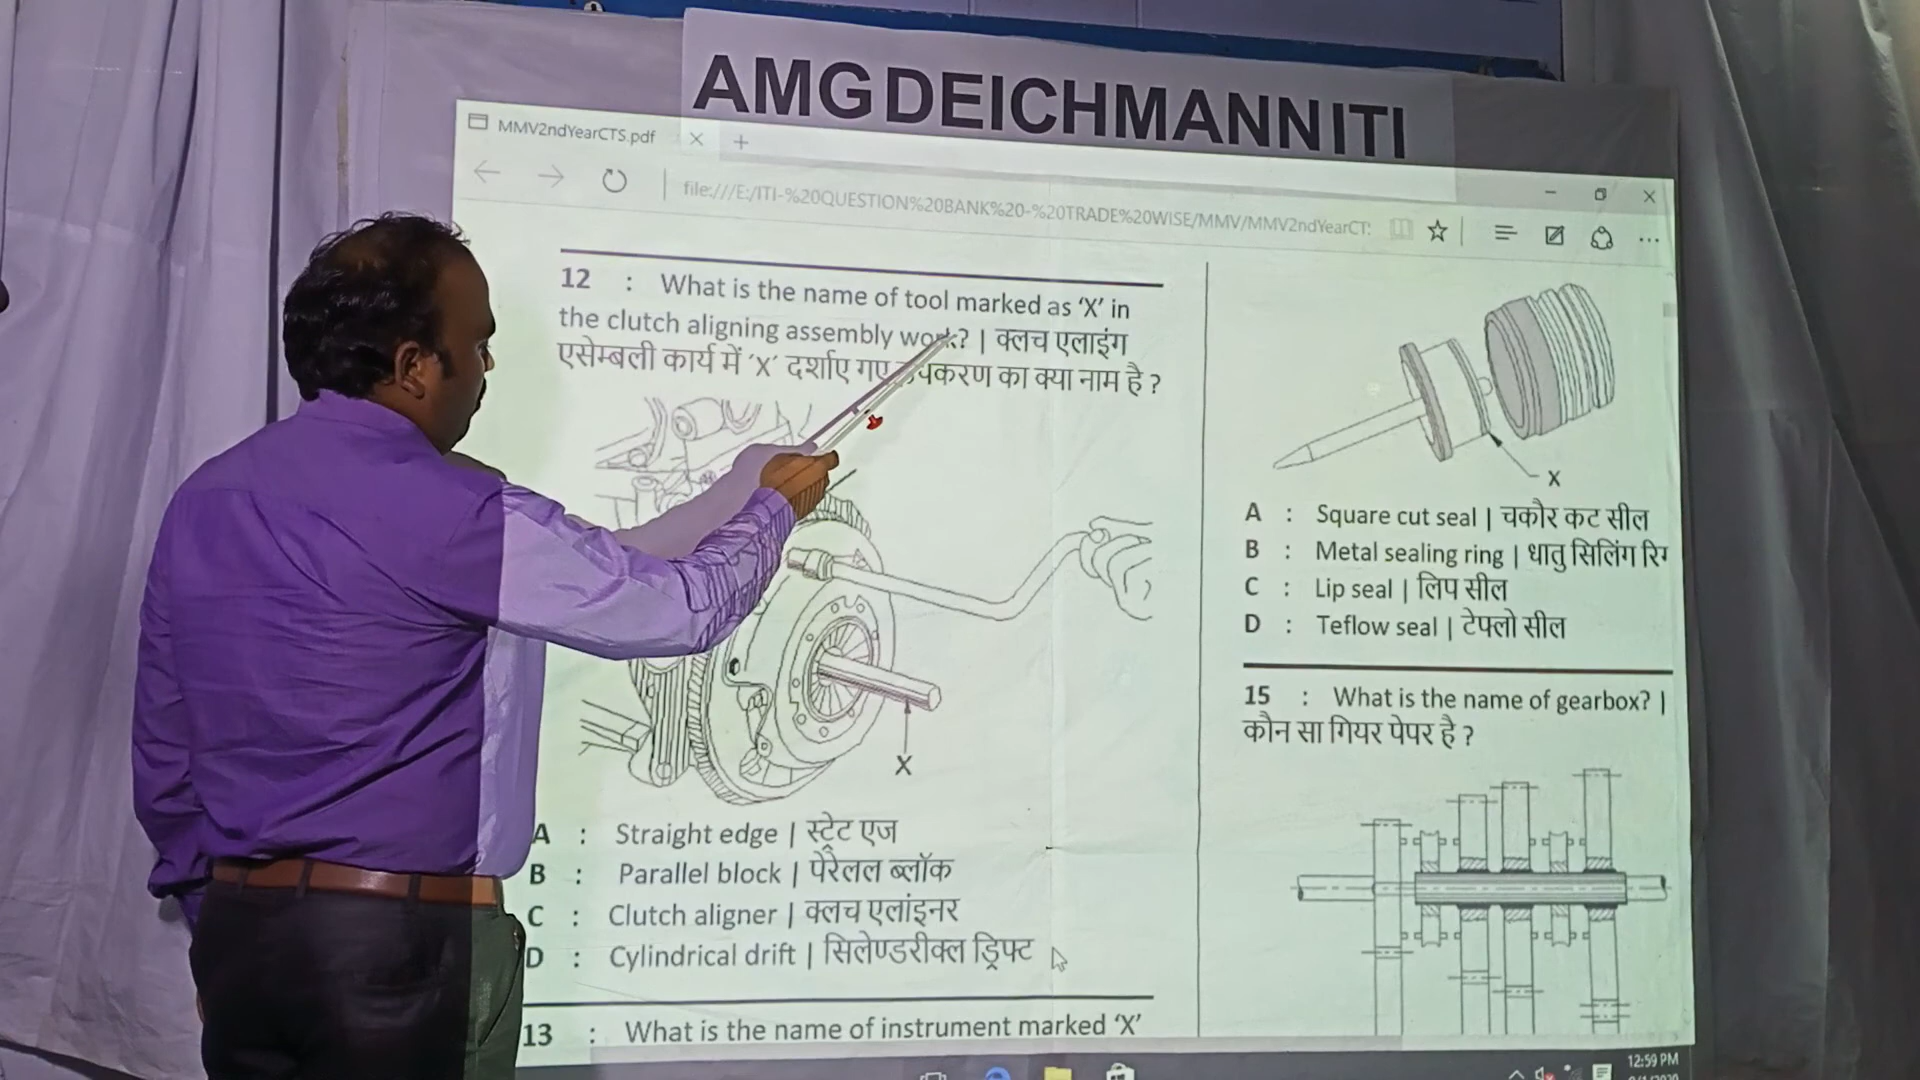 AMG DEICHMANN ITI
MMV2ndYearCTS.pdf
file:///E:/ITI-%20QUESTION%20BANK%20-%20TRADE%20WISE/MMV/MMV2ndYearCT
12 : What is the name of tool marked as ‘X’ in
the clutch aligning assembly work? | क्लच एलाइंग
एसेम्बली कार्य में ‘X’ दर्शाए गए उपकरण का क्या नाम है ?
X
A : Straight edge | स्ट्रेट एज
B : Parallel block | पेरेलल ब्लॉक
C : Clutch aligner | क्लच एलांइनर
D : Cylindrical drift | सिलेण्डरीक्ल ड्रिफ्ट
13 : What is the name of instrument marked ‘X’
X
A : Square cut seal | चकौर कट सील
B : Metal sealing ring | धातु सिलिंग रिग
C : Lip seal | लिप सील
D : Teflow seal | टेफ्लो सील
15 : What is the name of gearbox? |
कौन सा गियर पेपर है ?
12:59 PM